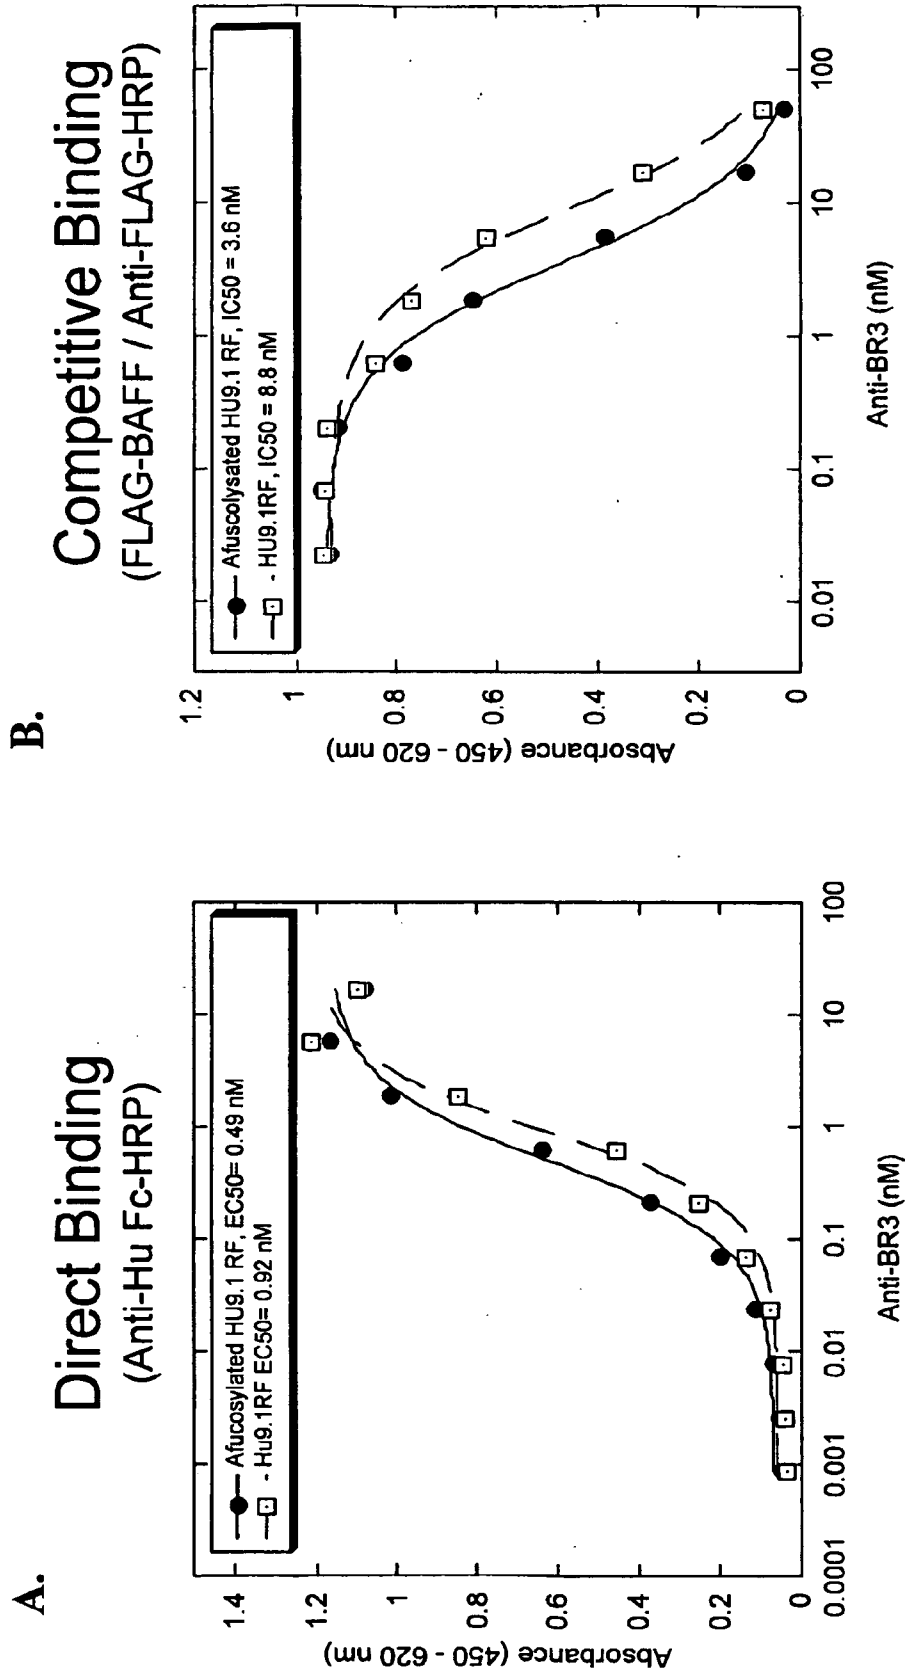 A.
Direct Binding
(Anti-Hu Fc-HRP)
Afucosylated HU9.1 RF, EC50= 0.49 nM
- Hu9.1RF EC50= 0.92 nM
1.4
1.2
1
0.8
0.6
0.4
0.2
0
Absorbance (450 - 620 nm)
0.0001
0.001
0.01
0.1
1
10
100
Anti-BR3 (nM)
B.
Competitive Binding
(FLAG-BAFF / Anti-FLAG-HRP)
Afuscolysated HU9.1 RF, IC50 = 3.6 nM
- HU9.1RF, IC50 = 8.8 nM
1.2
1
0.8
0.6
0.4
0.2
0
Absorbance (450 - 620 nm)
0.01
0.1
1
10
100
Anti-BR3 (nM)